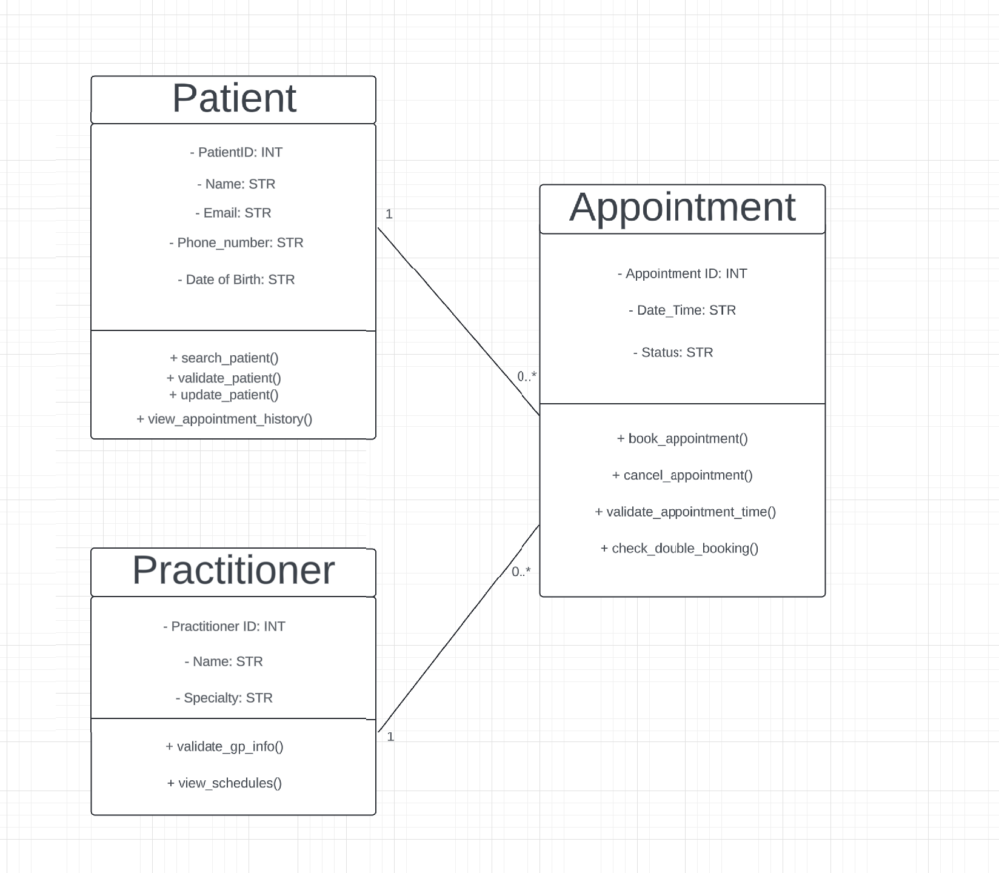 Patient
- PatientID: INT
- Name: STR
- Email: STR
- Phone_number: STR
- Date of Birth: STR
+ search_patient()
+ validate_patient()
+ update_patient()
+ view_appointment_history()
1
0..*
Appointment
- Appointment ID: INT
- Date_Time: STR
- Status: STR
+ book_appointment()
+ cancel_appointment()
+ validate_appointment_time()
+ check_double_booking()
Practitioner
- Practitioner ID: INT
- Name: STR
- Specialty: STR
+ validate_gp_info()
+ view_schedules()
0..*
1